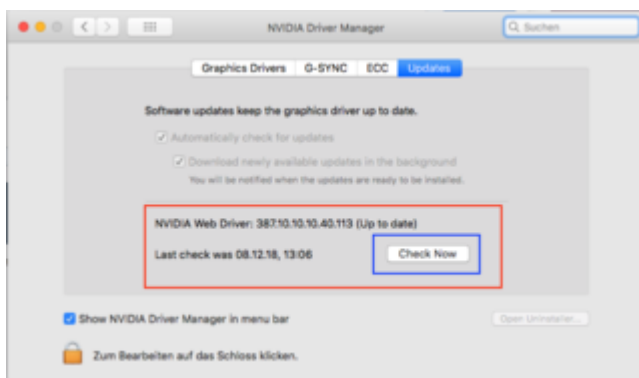 NVIDIA Driver Manager
Suchen
Graphics Drivers G-SYNC ECC Updates
Software updates keep the graphics driver up to date.
Automatically check for updates
Download newly available updates in the background
You will be notified when the updates are ready to be installed.
NVIDIA Web Driver: 387.10.10.10.40.113 (Up to date)
Last check was 08.12.18, 13:06 Check Now
Show NVIDIA Driver Manager in menu bar Open Uninstaller...
Zum Bearbeiten auf das Schloss klicken.